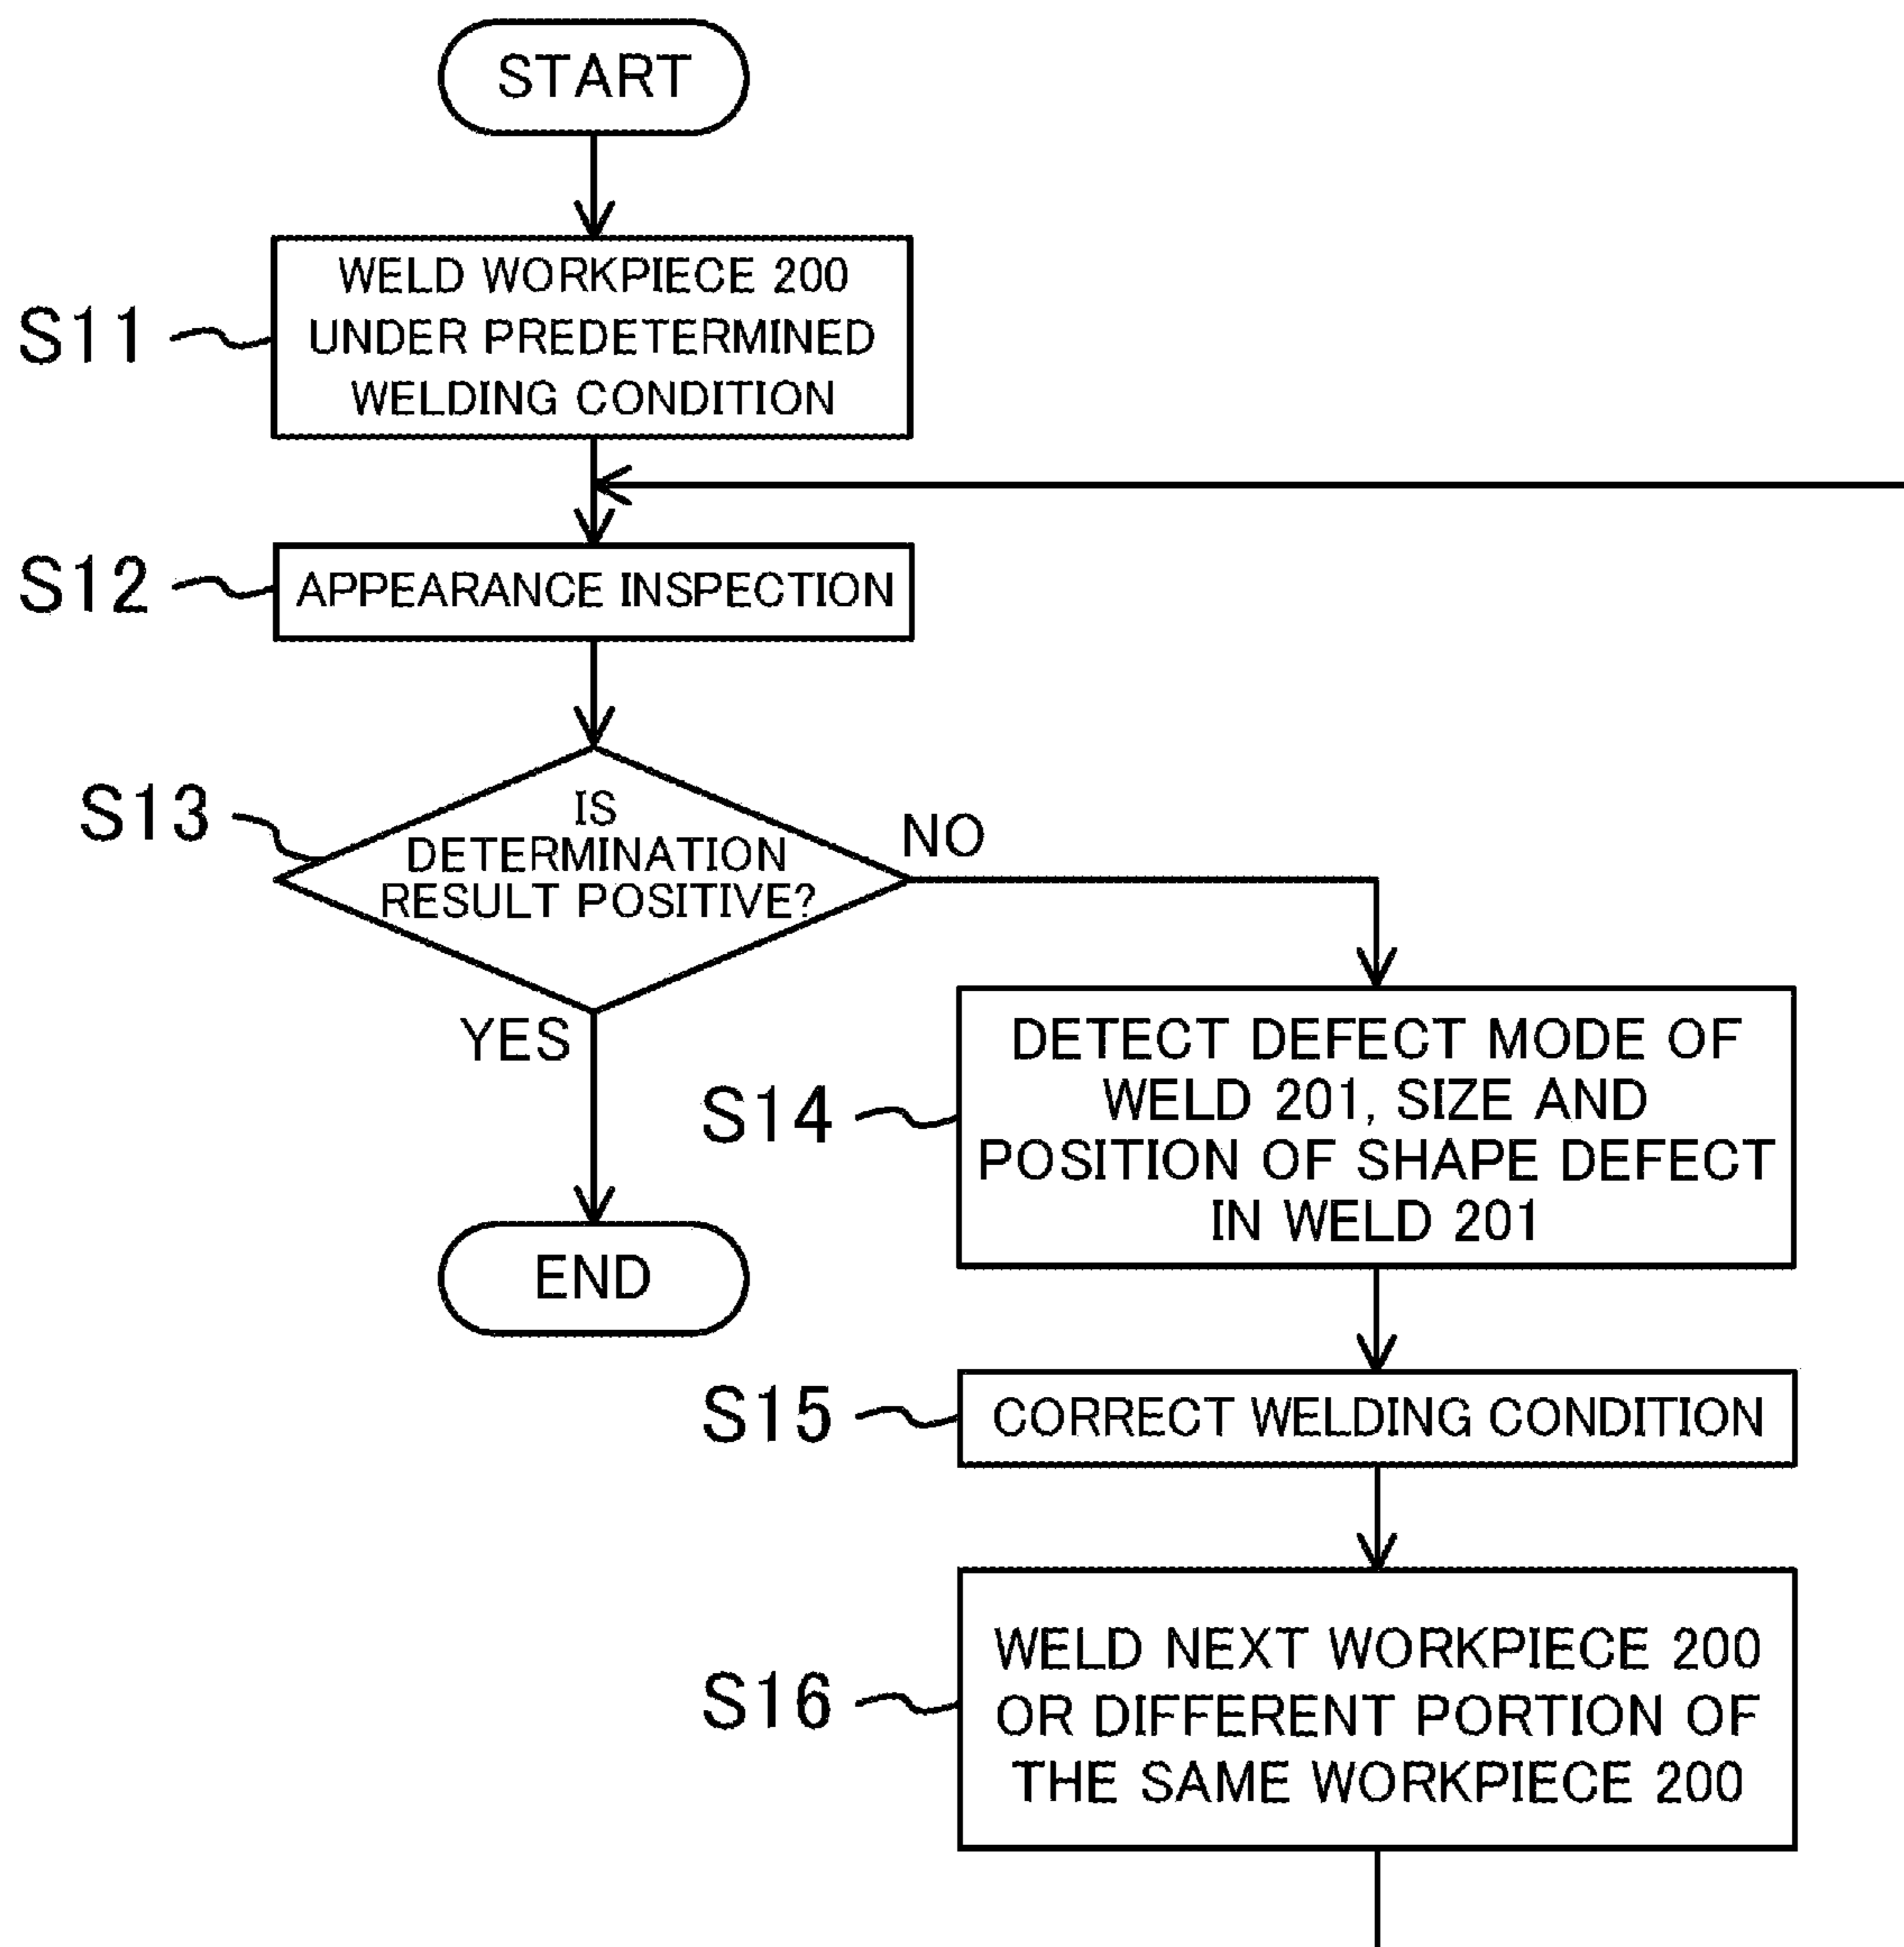 START
S11
WELD WORKPIECE 200
UNDER PREDETERMINED
WELDING CONDITION
S12
APPEARANCE INSPECTION
S13
IS
DETERMINATION
RESULT POSITIVE?
NO
YES
END
S14
DETECT DEFECT MODE OF
WELD 201, SIZE AND
POSITION OF SHAPE DEFECT
IN WELD 201
S15
CORRECT WELDING CONDITION
S16
WELD NEXT WORKPIECE 200
OR DIFFERENT PORTION OF
THE SAME WORKPIECE 200